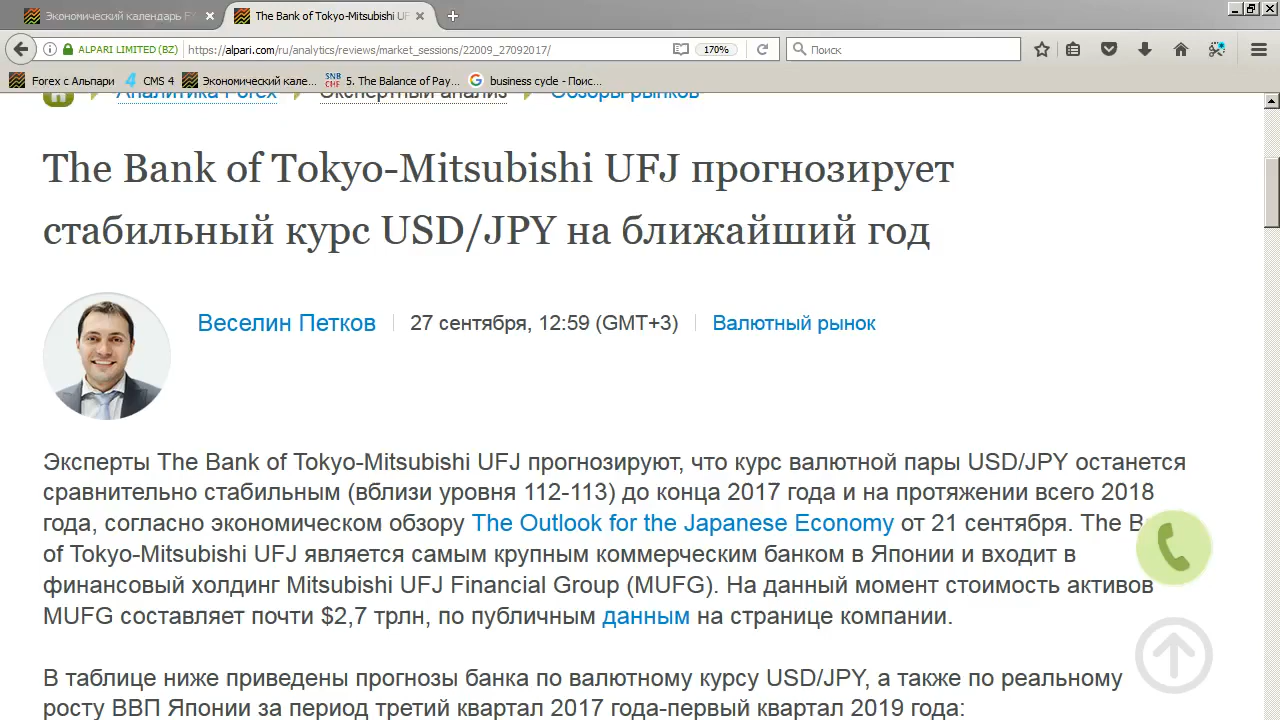 Экономический календарь F
The Bank of Tokyo-Mitsubishi UFJ
ALPARI LIMITED (BZ)
https://alpari.com/ru/analytics/reviews/market_sessions/22009_27092017/
170%
Поиск
Forex с Альпари
CMS 4
Экономический кале...
5. The Balance of Pay...
business cycle - Поис...
Аналитика Forex
Экспертный анализ
Обзоры рынков
The Bank of Tokyo-Mitsubishi UFJ прогнозирует
стабильный курс USD/JPY на ближайший год
Веселин Петков
27 сентября, 12:59 (GMT+3)
Валютный рынок
Эксперты The Bank of Tokyo-Mitsubishi UFJ прогнозируют, что курс валютной пары USD/JPY останется
сравнительно стабильным (вблизи уровня 112-113) до конца 2017 года и на протяжении всего 2018
года, согласно экономическом обзору The Outlook for the Japanese Economy от 21 сентября. The B
of Tokyo-Mitsubishi UFJ является самым крупным коммерческим банком в Японии и входит в
финансовый холдинг Mitsubishi UFJ Financial Group (MUFG). На данный момент стоимость активов
MUFG составляет почти $2,7 трлн, по публичным данным на странице компании.
В таблице ниже приведены прогнозы банка по валютному курсу USD/JPY, а также по реальному
росту ВВП Японии за период третий квартал 2017 года-первый квартал 2019 года: